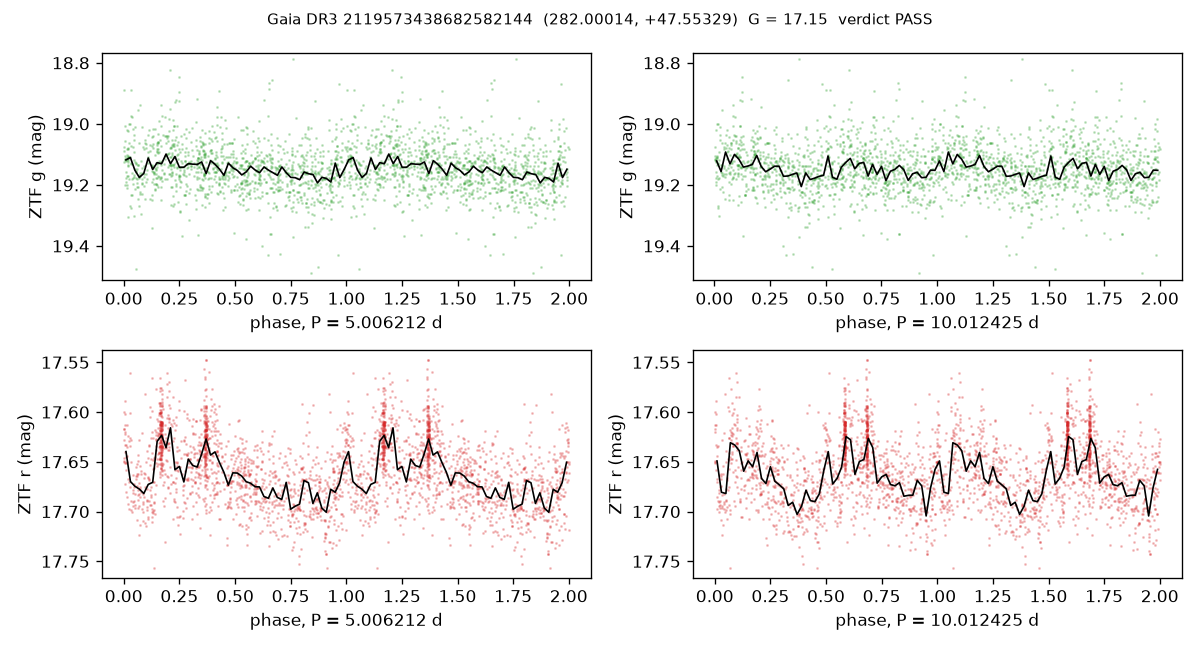 Gaia DR3 2119573438682582144 (282.00014, +47.55329) G = 17.15 verdict PASS
18.8
19.0
19.2
19.4
ZTF g (mag)
0.00 0.25 0.50 0.75 1.00 1.25 1.50 1.75 2.00
phase, P = 5.006212 d
18.8
19.0
19.2
19.4
ZTF g (mag)
0.00 0.25 0.50 0.75 1.00 1.25 1.50 1.75 2.00
phase, P = 10.012425 d
17.55
17.60
17.65
17.70
17.75
ZTF r (mag)
0.00 0.25 0.50 0.75 1.00 1.25 1.50 1.75 2.00
phase, P = 5.006212 d
17.55
17.60
17.65
17.70
17.75
ZTF r (mag)
0.00 0.25 0.50 0.75 1.00 1.25 1.50 1.75 2.00
phase, P = 10.012425 d